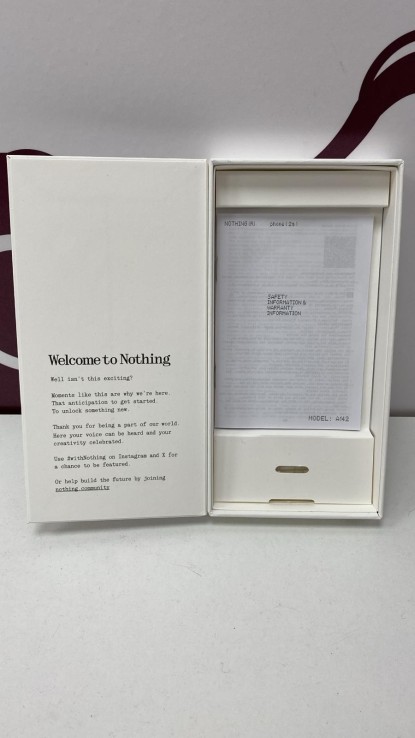 Welcome to Nothing
Well isn't this exciting?
Moments like this are why we're here.
That anticipation to get started.
To unlock something new.
Thank you for being a part of our world.
Here your voice can be heard and your
creativity celebrated.
Use @withNothing on Instagram and X for
a chance to be featured.
Or help build the future by joining
nothing.community
NOTHING (R) phone (2a)
SAFETY
INFORMATION &
WARRANTY
INFORMATION
MODEL: A142